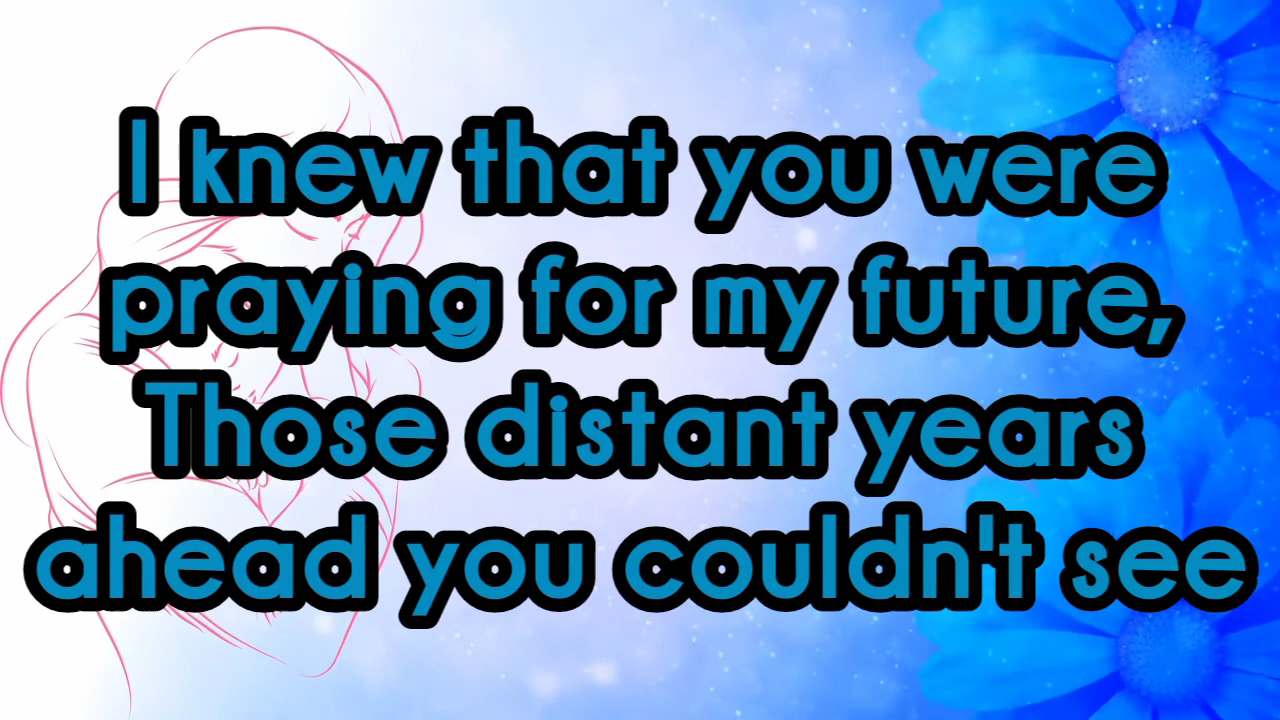 I knew that you were
praying for my future,
Those distant years
ahead you couldn't see